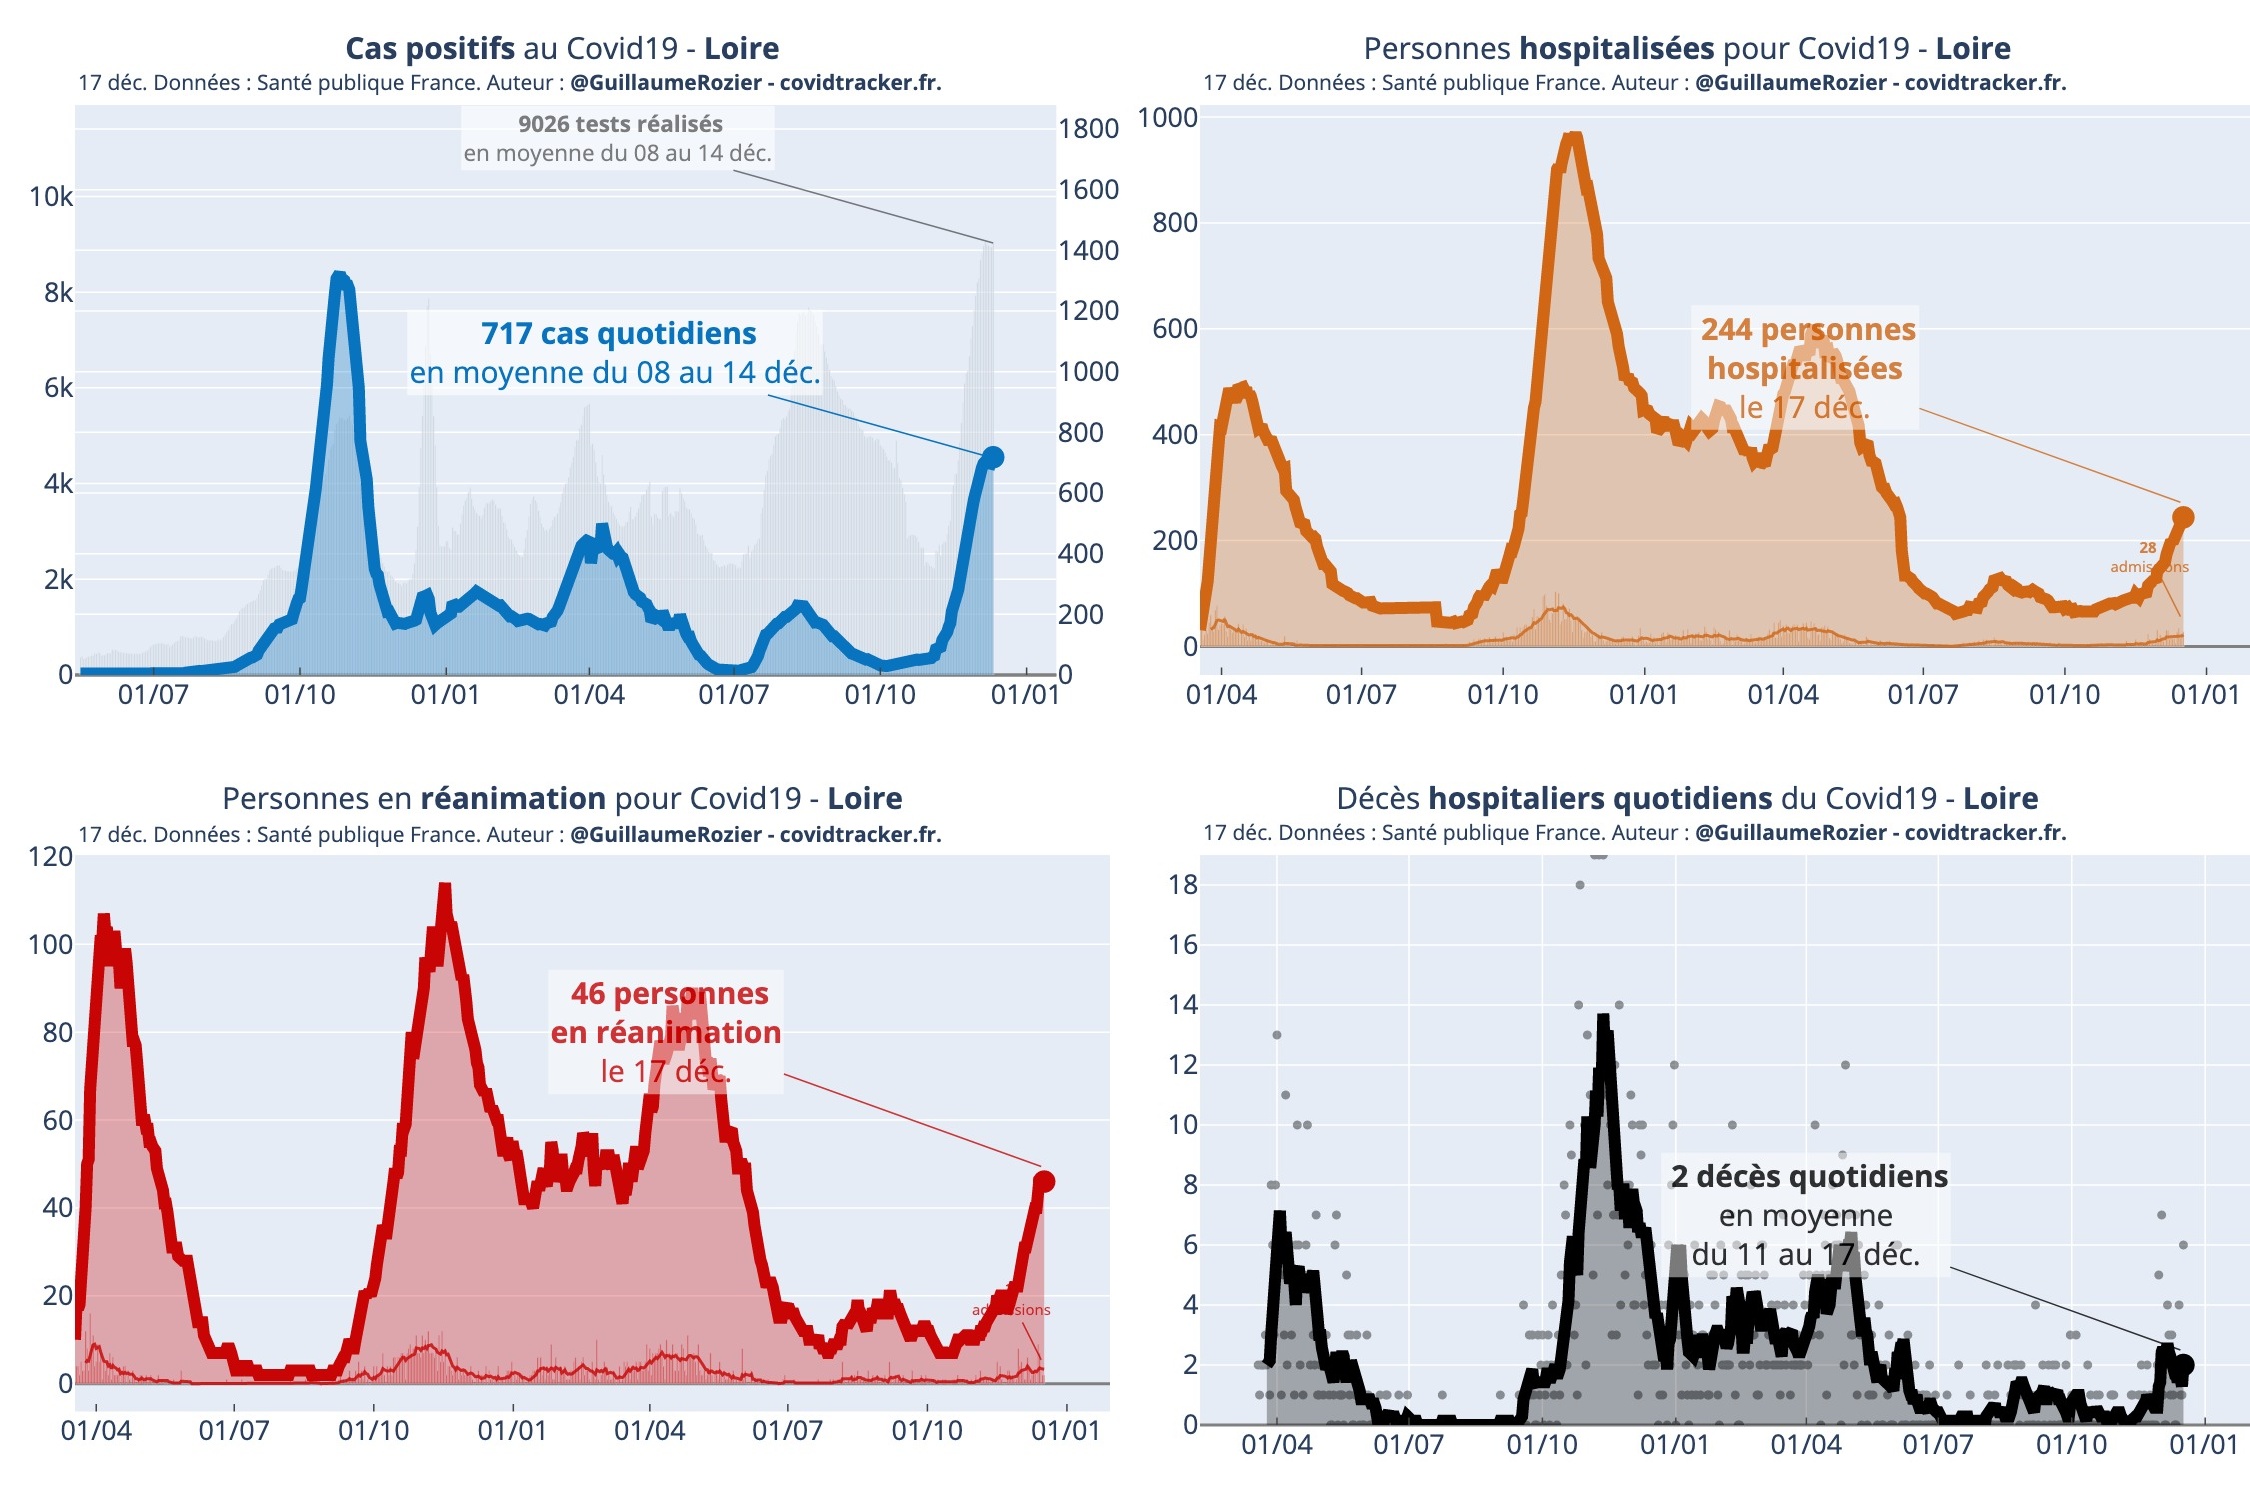 Cas positifs au Covid19 - Loire
17 déc. Données : Santé publique France. Auteur : @GuillaumeRozier - covidtracker.fr.
9026 tests réalisés
en moyenne du 08 au 14 déc.
717 cas quotidiens
en moyenne du 08 au 14 déc.
10k
8k
6k
4k
2k
0
1800
1600
1400
1200
1000
800
600
400
200
0
01/07 01/10 01/01 01/04 01/07 01/10 01/01
Personnes hospitalisées pour Covid19 - Loire
17 déc. Données : Santé publique France. Auteur : @GuillaumeRozier - covidtracker.fr.
1000
800
600
400
200
0
244 personnes
hospitalisées
le 17 déc.
28
admissions
01/04 01/07 01/10 01/01 01/04 01/07 01/10 01/01
Personnes en réanimation pour Covid19 - Loire
17 déc. Données : Santé publique France. Auteur : @GuillaumeRozier - covidtracker.fr.
120
100
80
60
40
20
0
46 personnes
en réanimation
le 17 déc.
admissions
01/04 01/07 01/10 01/01 01/04 01/07 01/10 01/01
Décès hospitaliers quotidiens du Covid19 - Loire
17 déc. Données : Santé publique France. Auteur : @GuillaumeRozier - covidtracker.fr.
18
16
14
12
10
8
6
4
2
0
2 décès quotidiens
en moyenne
du 11 au 17 déc.
01/04 01/07 01/10 01/01 01/04 01/07 01/10 01/01